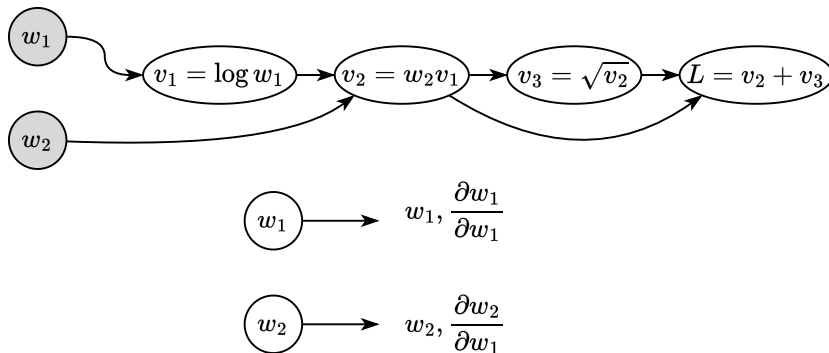 w₁
v₁ = log w₁
v₂ = w₂v₁
v₃ = √v₂
L = v₂ + v₃
w₂
w₁
w₁, ∂w₁/∂w₁
w₂
w₂, ∂w₂/∂w₁